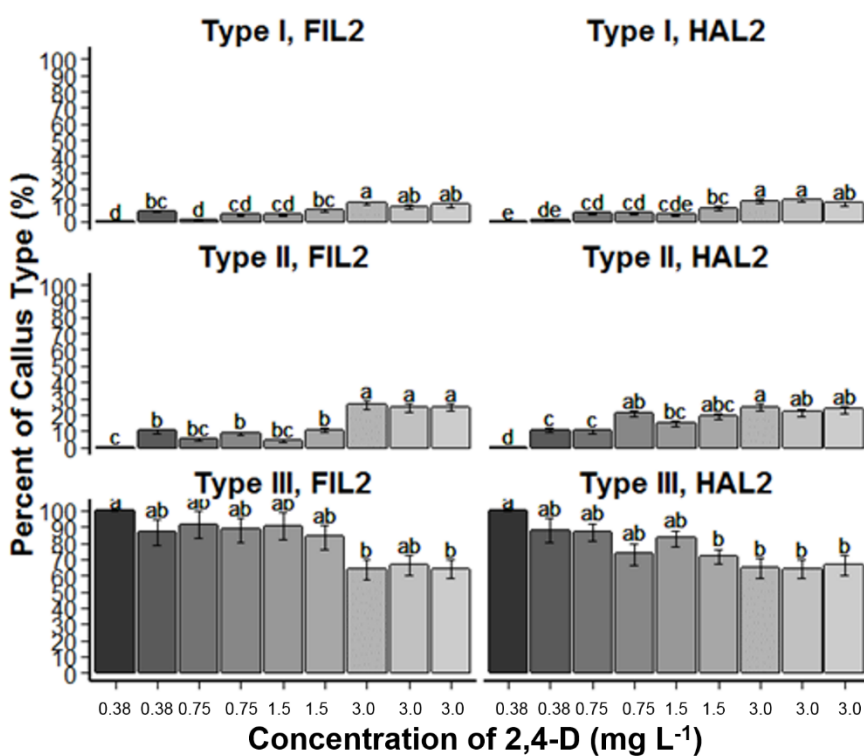 Type I, FIL2
Type I, HAL2
100
90
80
70
60
50
40
30
20
10
0
d bc d cd cd bc a ab ab
e de cd cd cde bc a a ab
Type II, FIL2
Type II, HAL2
100
90
80
70
60
50
40
30
20
10
0
c b bc b bc b a a a
d c c ab bc abc a ab ab
Type III, FIL2
Type III, HAL2
100
90
80
70
60
50
40
30
20
10
0
a ab ab ab ab ab b ab b
a ab ab ab ab b b b b
Percent of Callus Type (%)
0.38 0.38 0.75 0.75 1.5 1.5 3.0 3.0 3.0
0.38 0.38 0.75 0.75 1.5 1.5 3.0 3.0 3.0
Concentration of 2,4-D (mg L⁻¹)